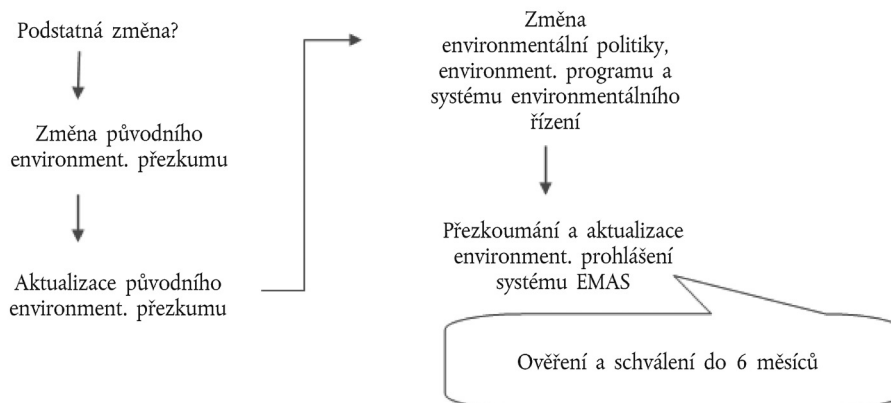 Podstatná změna?
Změna původního
environment. přezkumu
Aktualizace původního
environment. přezkumu
Změna
environmentální politiky,
environment. programu a
systému environmentálního
řízení
Přezkoumání a aktualizace
environment. prohlášení
systému EMAS
Ověření a schválení do 6 měsíců